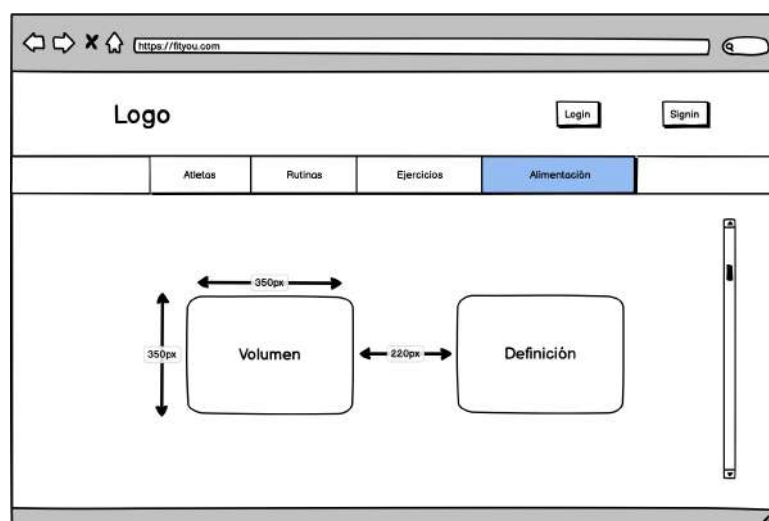 https://fityou.com
Logo
Login
Signin
Atletas
Rutinas
Ejercicios
Alimentación
350px
350px
Volumen
220px
Definición